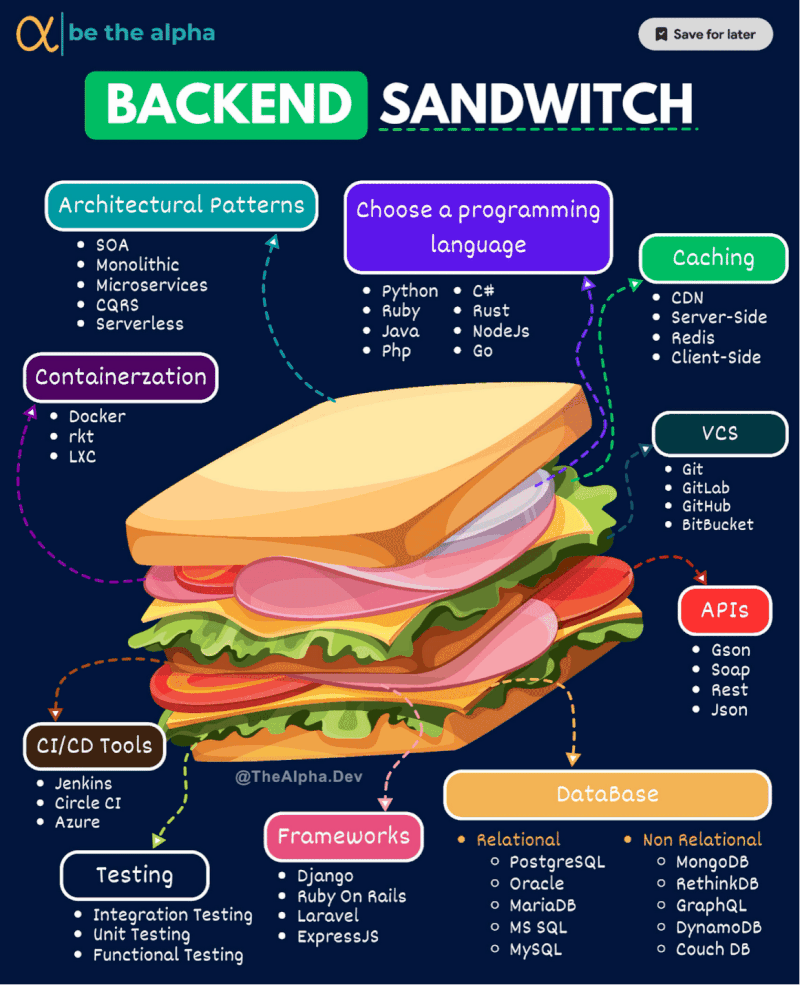 α be the alpha
Save for later
BACKEND SANDWITCH
Architectural Patterns
SOA
Monolithic
Microservices
CQRS
Serverless
Choose a programming
language
Python
Ruby
Java
Php
C#
Rust
NodeJs
Go
Caching
CDN
Server-Side
Redis
Client-Side
Containerzation
Docker
rkt
LXC
VCS
Git
GitLab
GitHub
BitBucket
APIs
Gson
Soap
Rest
Json
CI/CD Tools
Jenkins
Circle CI
Azure
@TheAlpha.Dev
Testing
Integration Testing
Unit Testing
Functional Testing
Frameworks
Django
Ruby On Rails
Laravel
ExpressJS
DataBase
Relational
PostgreSQL
Oracle
MariaDB
MS SQL
MySQL
Non Relational
MongoDB
RethinkDB
GraphQL
DynamoDB
Couch DB